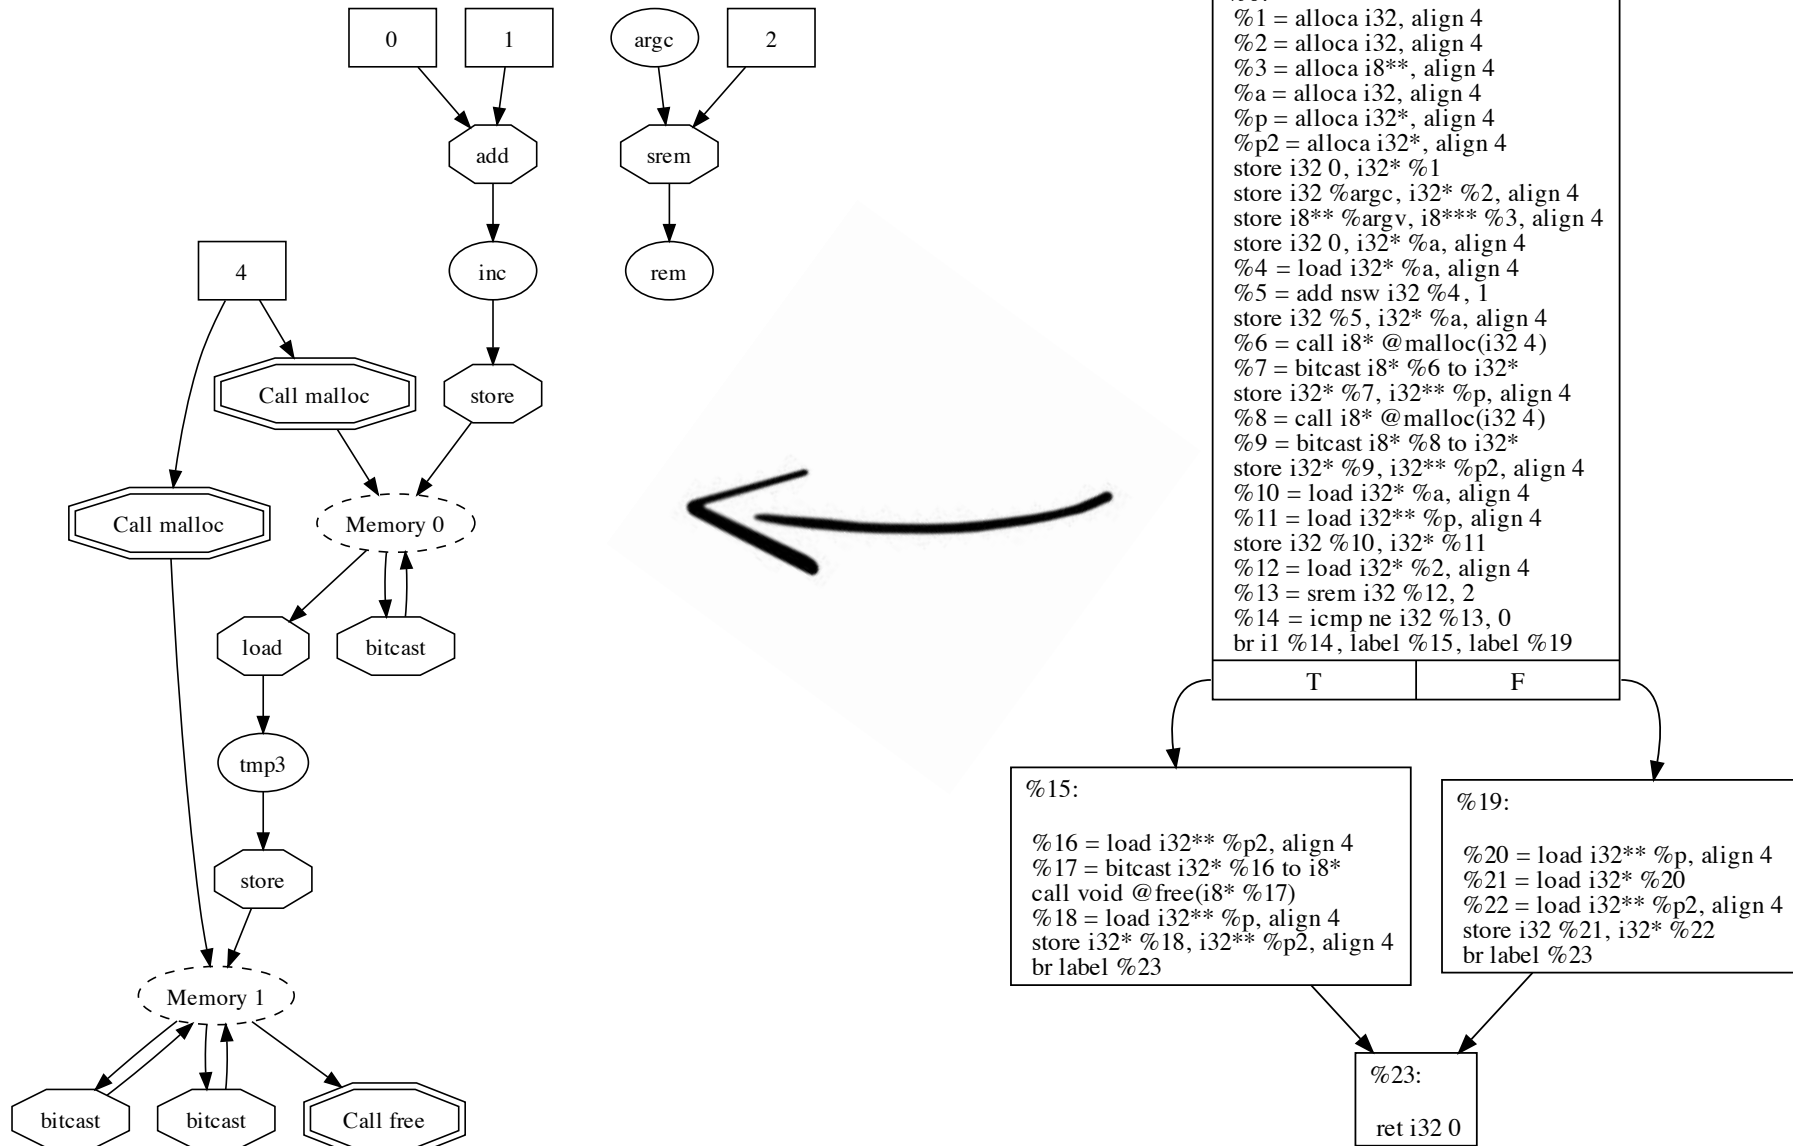 0
1
argc
2
add
srem
inc
rem
4
Call malloc
store
Call malloc
Memory 0
load
bitcast
tmp3
store
Memory 1
bitcast
bitcast
Call free
%1 = alloca i32, align 4
%2 = alloca i32, align 4
%3 = alloca i8**, align 4
%a = alloca i32, align 4
%p = alloca i32*, align 4
%p2 = alloca i32*, align 4
store i32 0, i32* %1
store i32 %argc, i32* %2, align 4
store i8** %argv, i8*** %3, align 4
store i32 0, i32* %a, align 4
%4 = load i32* %a, align 4
%5 = add nsw i32 %4, 1
store i32 %5, i32* %a, align 4
%6 = call i8* @malloc(i32 4)
%7 = bitcast i8* %6 to i32*
store i32* %7, i32** %p, align 4
%8 = call i8* @malloc(i32 4)
%9 = bitcast i8* %8 to i32*
store i32* %9, i32** %p2, align 4
%10 = load i32* %a, align 4
%11 = load i32** %p, align 4
store i32 %10, i32* %11
%12 = load i32* %2, align 4
%13 = srem i32 %12, 2
%14 = icmp ne i32 %13, 0
br i1 %14, label %15, label %19
T
F
%15:
%16 = load i32** %p2, align 4
%17 = bitcast i32* %16 to i8*
call void @free(i8* %17)
%18 = load i32** %p, align 4
store i32* %18, i32** %p2, align 4
br label %23
%19:
%20 = load i32** %p, align 4
%21 = load i32* %20
%22 = load i32** %p2, align 4
store i32 %21, i32* %22
br label %23
%23:
ret i32 0